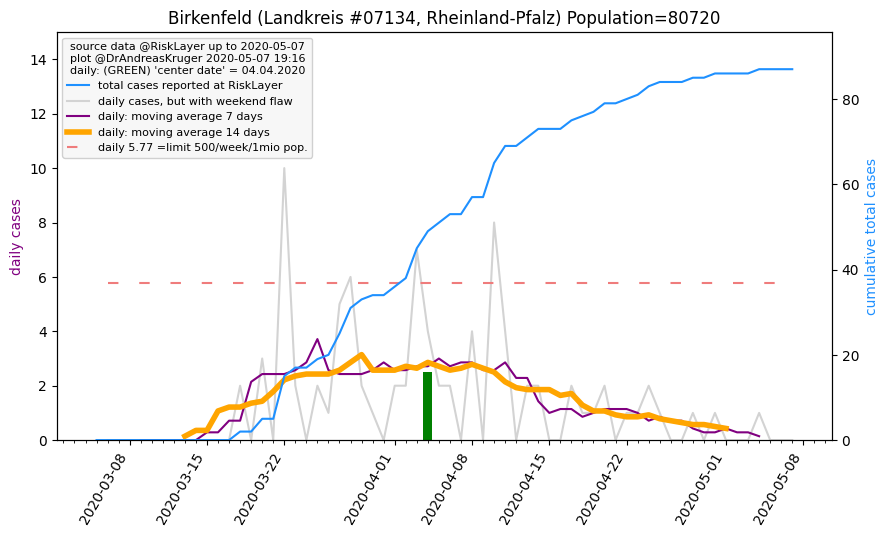 Birkenfeld (Landkreis #07134, Rheinland-Pfalz) Population=80720
source data @RiskLayer up to 2020-05-07
plot @DrAndreasKruger 2020-05-07 19:16
daily: (GREEN) 'center date' = 04.04.2020
total cases reported at RiskLayer
daily cases, but with weekend flaw
daily: moving average 7 days
daily: moving average 14 days
daily 5.77 =limit 500/week/1mio pop.
daily cases
14
12
10
8
6
4
2
0
80
60
40
20
0
cumulative total cases
2020-03-08
2020-03-15
2020-03-22
2020-04-01
2020-04-08
2020-04-15
2020-04-22
2020-05-01
2020-05-08